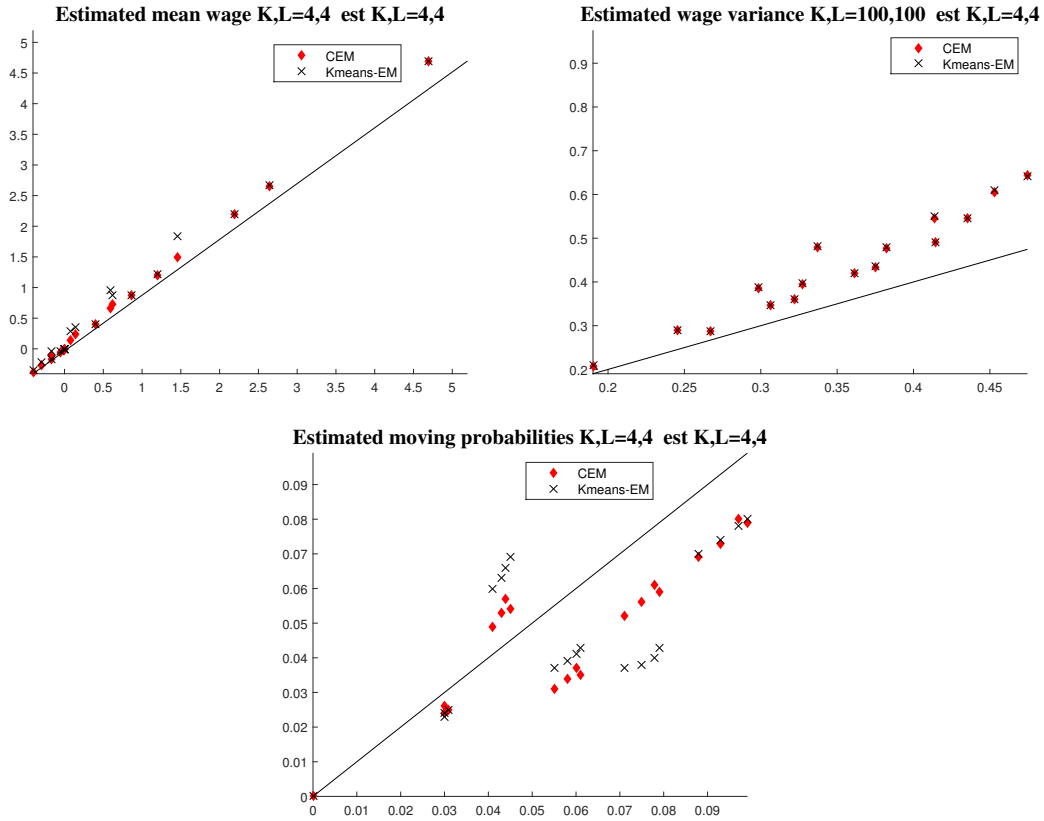 Estimated mean wage K,L=4,4 est K,L=4,4
5
4.5
4
3.5
3
2.5
2
1.5
1
0.5
0
CEM
Kmeans-EM
0 0.5 1 1.5 2 2.5 3 3.5 4 4.5 5
Estimated wage variance K,L=100,100 est K,L=4,4
0.9
0.8
0.7
0.6
0.5
0.4
0.3
0.2
CEM
Kmeans-EM
0.2 0.25 0.3 0.35 0.4 0.45
Estimated moving probabilities K,L=4,4 est K,L=4,4
0.09
0.08
0.07
0.06
0.05
0.04
0.03
0.02
0.01
0
CEM
Kmeans-EM
0 0.01 0.02 0.03 0.04 0.05 0.06 0.07 0.08 0.09